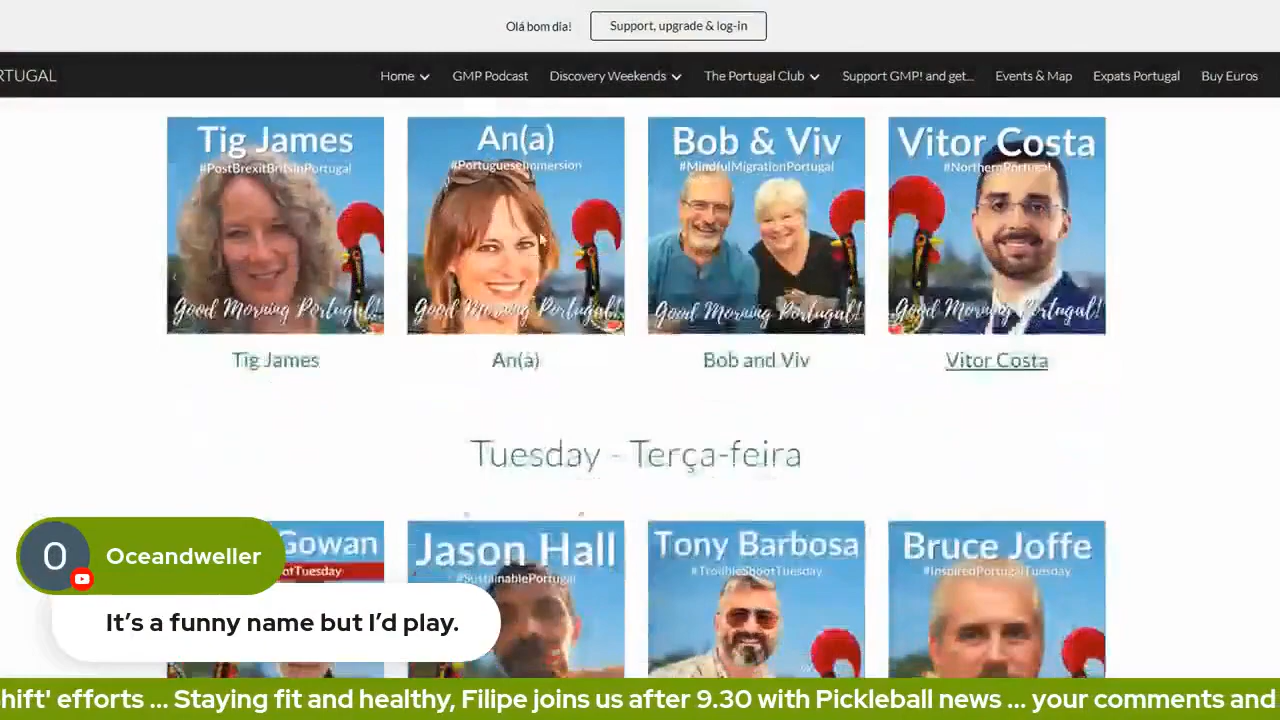 Olá bom dia!
Support, upgrade & log-in
RTUGAL
Home
GMP Podcast
Discovery Weekends
The Portugal Club
Support GMP! and get...
Events & Map
Expats Portugal
Buy Euros
Tig James
#PostBrexitBritsInPortugal
Good Morning Portugal!
Tig James
An(a)
#PortugueseImmersion
Good Morning Portugal!
An(a)
Bob & Viv
#MindfulMigrationPortugal
Good Morning Portugal!
Bob and Viv
Vitor Costa
#NorthernPortugal
Good Morning Portugal!
Vitor Costa
Tuesday - Terça-feira
Gowan
Jason Hall
#SustainablePortugal
Tony Barbosa
#TroubleShootTuesday
Bruce Joffe
#InspiredPortugalTuesday
O
Oceandweller
It's a funny name but I'd play.
shift' efforts ... Staying fit and healthy, Filipe joins us after 9.30 with Pickleball news ... your comments and